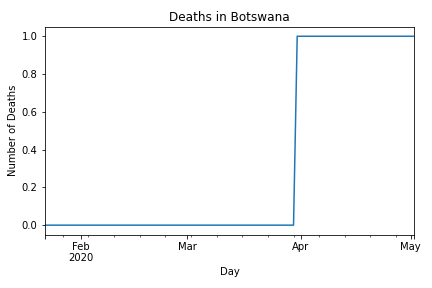 Deaths in Botswana
Number of Deaths
1.0
0.8
0.6
0.4
0.2
0.0
Feb
2020
Mar
Apr
May
Day